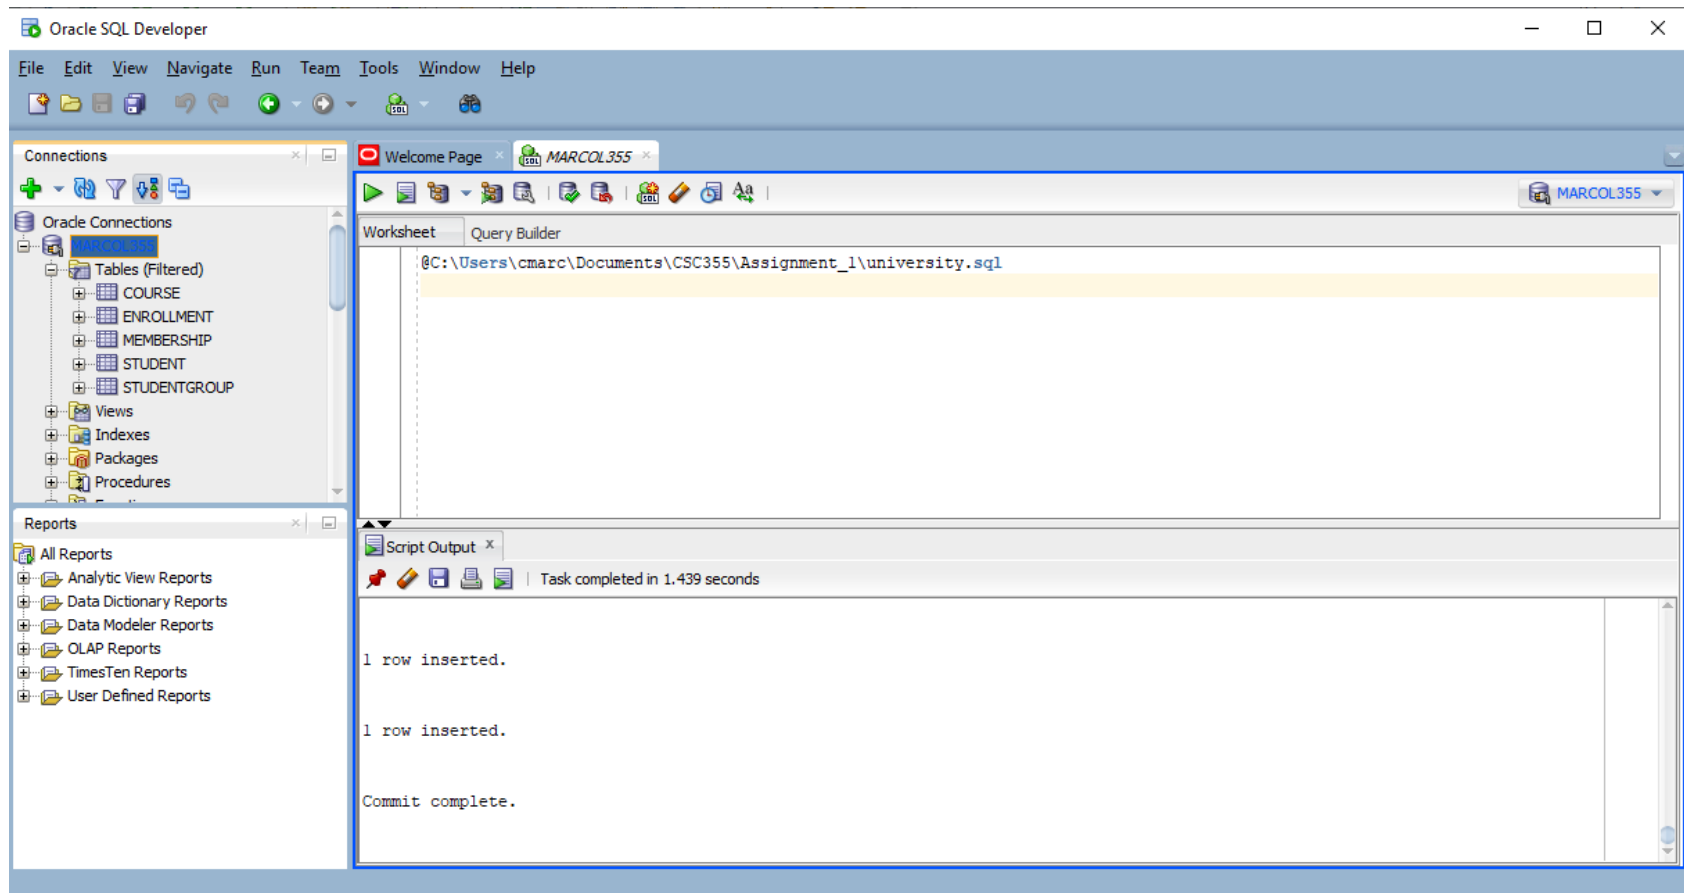 Oracle SQL Developer
File Edit View Navigate Run Team Tools Window Help
Connections
Oracle Connections
MARCOL355
Tables (Filtered)
COURSE
ENROLLMENT
MEMBERSHIP
STUDENT
STUDENTGROUP
Views
Indexes
Packages
Procedures
Reports
All Reports
Analytic View Reports
Data Dictionary Reports
Data Modeler Reports
OLAP Reports
TimesTen Reports
User Defined Reports
Welcome Page MARCOL355
MARCOL355
Worksheet Query Builder
@C:\Users\cmarc\Documents\CSC355\Assignment_1\university.sql
Script Output
Task completed in 1.439 seconds
1 row inserted.
1 row inserted.
Commit complete.